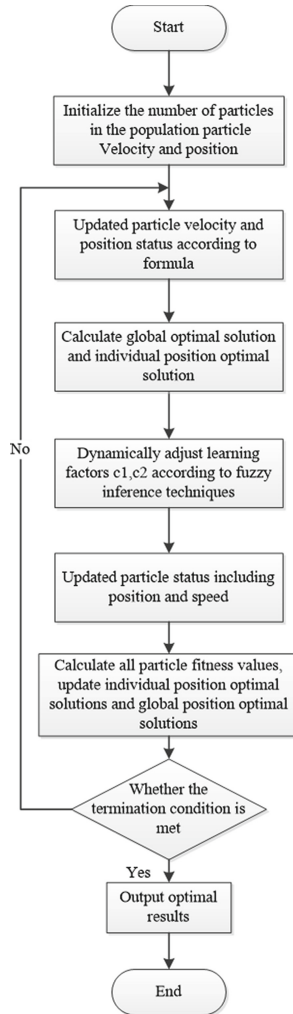 Start
Initialize the number of particles
in the population particle
Velocity and position
Updated particle velocity and
position status according to
formula
Calculate global optimal solution
and individual position optimal
solution
No
Dynamically adjust learning
factors c1,c2 according to fuzzy
inference techniques
Updated particle status including
position and speed
Calculate all particle fitness values,
update individual position optimal
solutions and global position optimal
solutions
Whether the
termination condition is
met
Yes
Output optimal
results
End